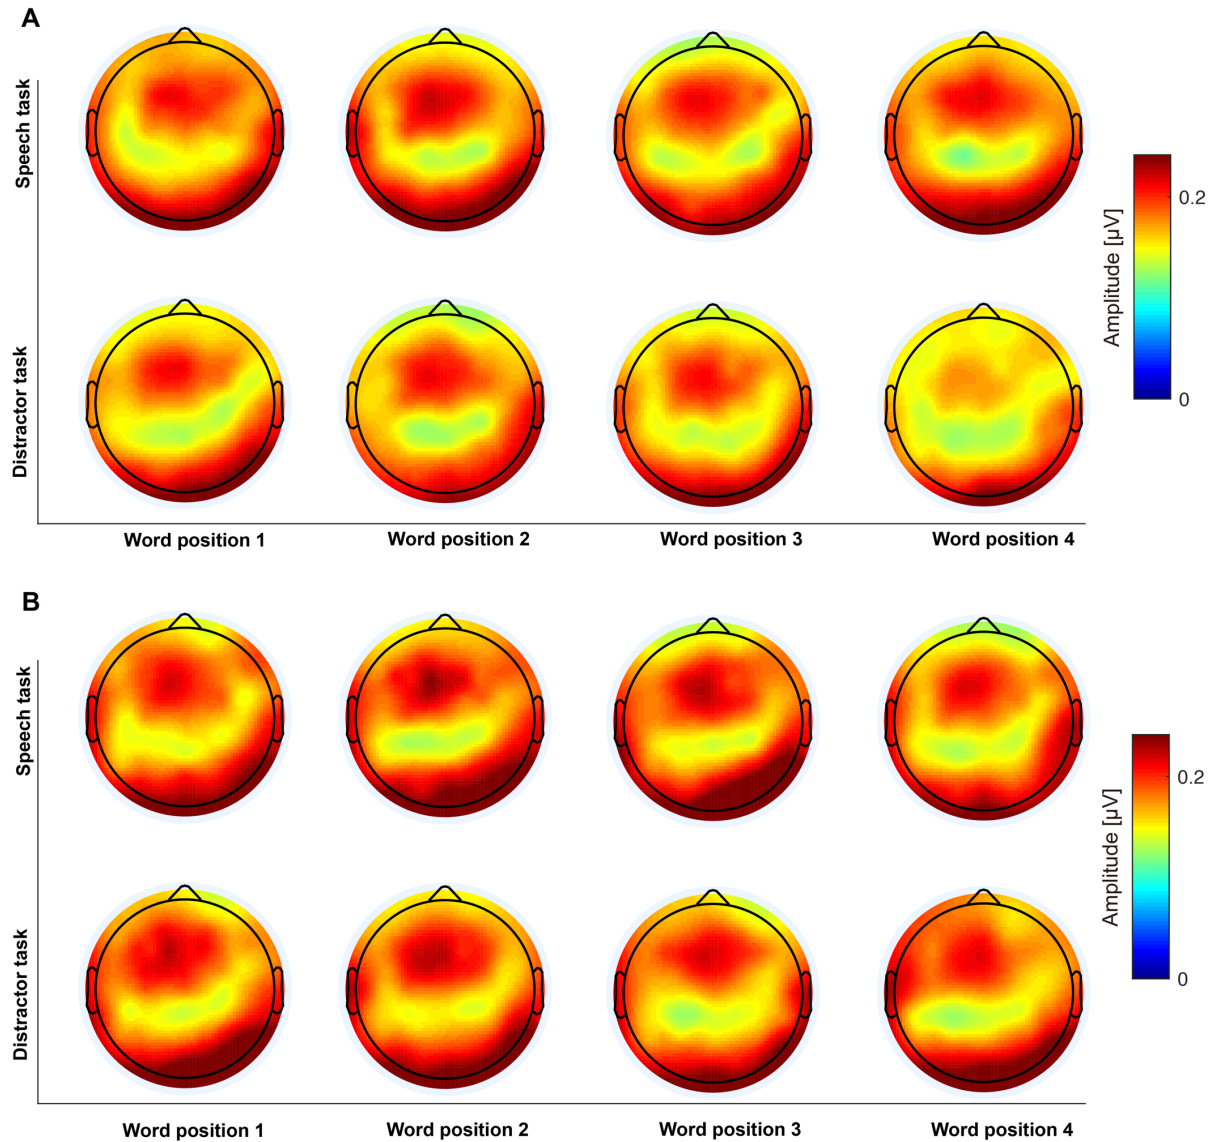 A
Speech task
Distractor task
Amplitude [µV]
0.2
0
Word position 1
Word position 2
Word position 3
Word position 4
B
Speech task
Distractor task
Amplitude [µV]
0.2
0
Word position 1
Word position 2
Word position 3
Word position 4